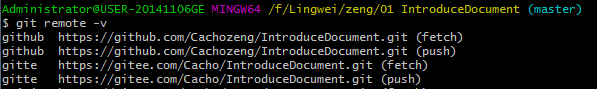 Administrator@USER-20141106GE MINGW64 /f/Lingwei/zeng/01 IntroduceDocument (master)
$ git remote -v
github  https://github.com/Cachozeng/IntroduceDocument.git (fetch)
github  https://github.com/Cachozeng/IntroduceDocument.git (push)
gitte   https://gitee.com/Cacho/IntroduceDocument.git (fetch)
gitte   https://gitee.com/Cacho/IntroduceDocument.git (push)